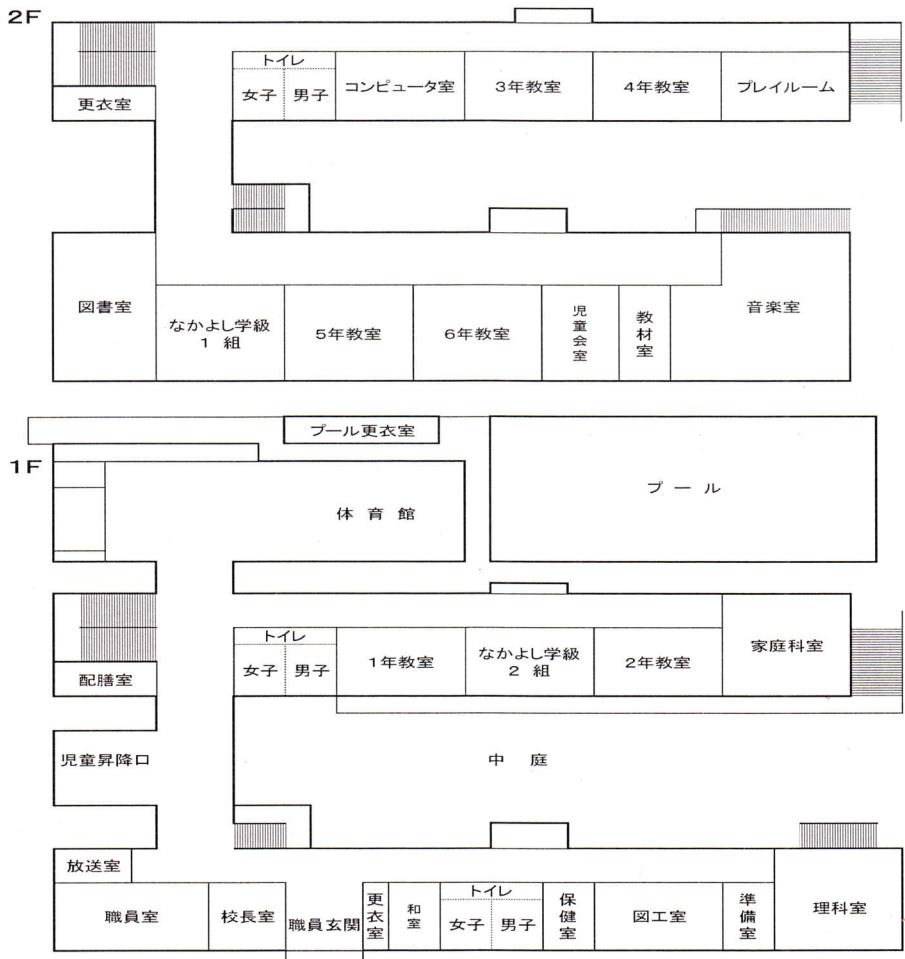 2F
トイレ
女子 男子 コンピュータ室 3年教室 4年教室 プレイルーム
更衣室
図書室
なかよし学級
1 組
5年教室 6年教室
児童会室
教材室
音楽室
プール更衣室
1F
体 育 館
プ ー ル
トイレ
女子 男子
1年教室
なかよし学級
2 組
2年教室
家庭科室
配膳室
児童昇降口
中 庭
放送室
職員室 校長室 職員玄関
更衣室
和室
トイレ
女子 男子
保健室
図工室
準備室
理科室